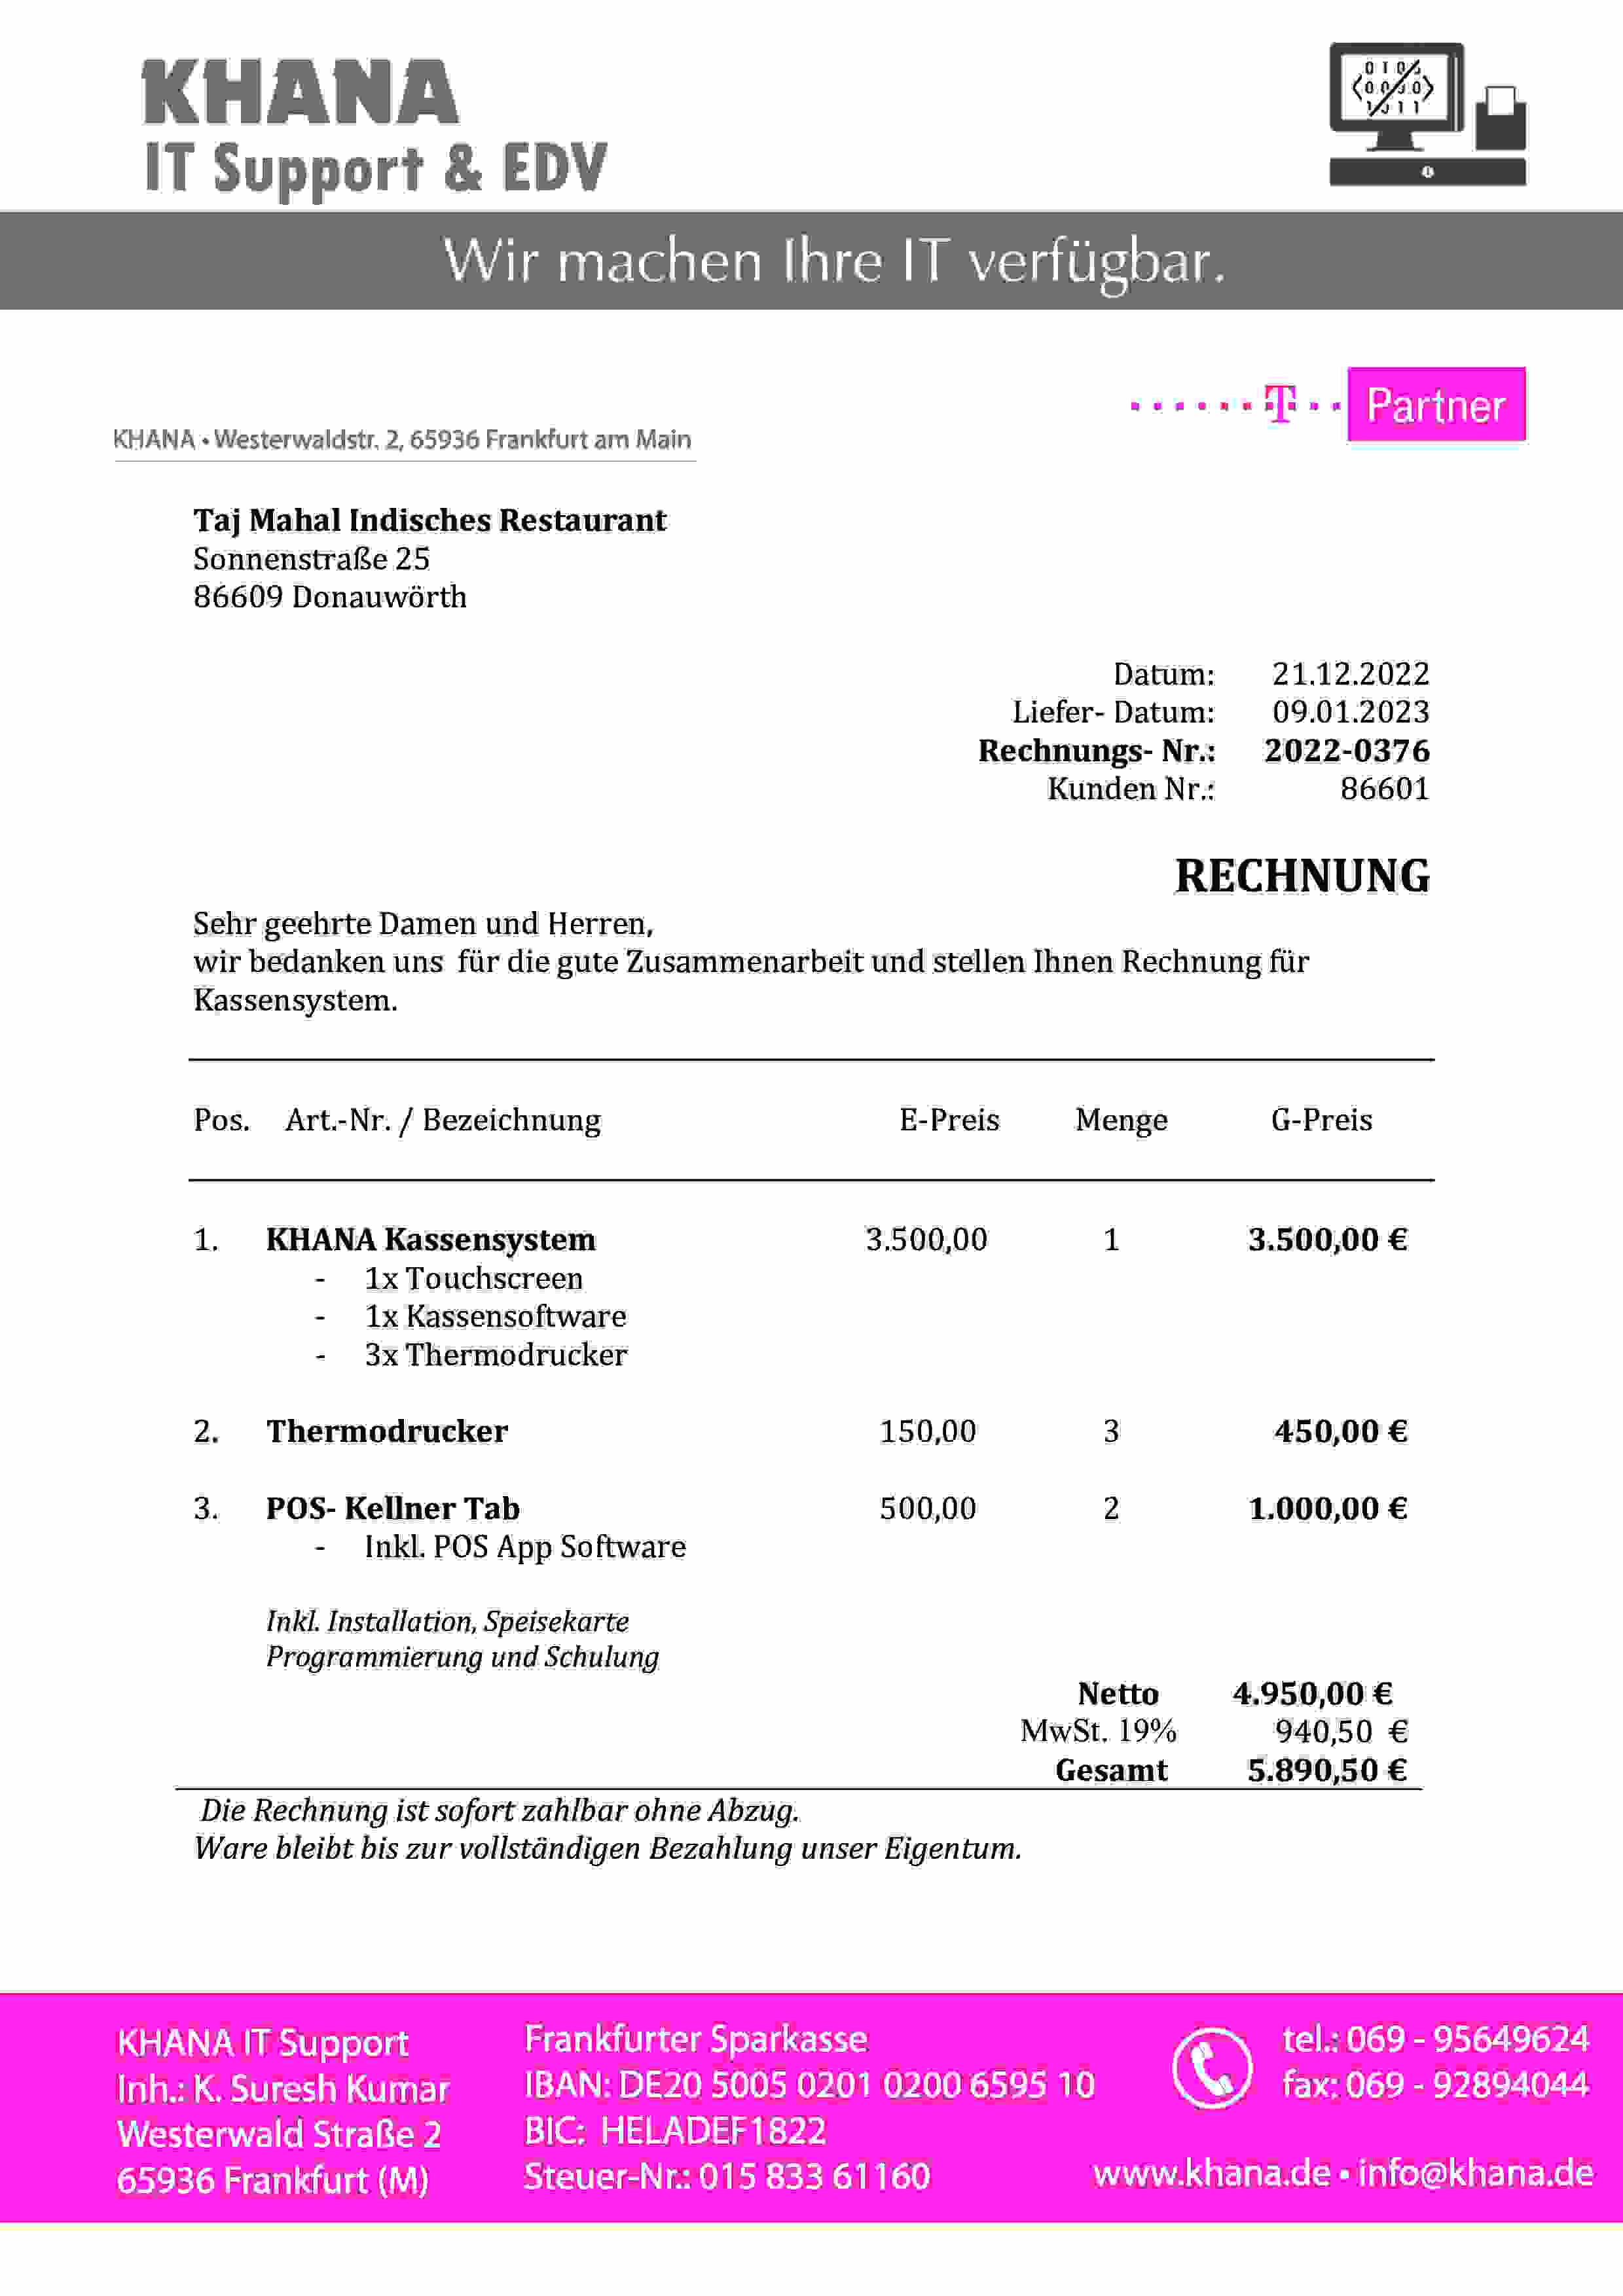 KHANA
IT Support & EDV
Wir machen Ihre IT verfügbar.
T Partner
KHANA • Westerwaldstr. 2, 65936 Frankfurt am Main
Taj Mahal Indisches Restaurant
Sonnenstraße 25
86609 Donauwörth
Datum: 21.12.2022
Liefer- Datum: 09.01.2023
Rechnungs- Nr.: 2022-0376
Kunden Nr.: 86601
RECHNUNG
Sehr geehrte Damen und Herren,
wir bedanken uns für die gute Zusammenarbeit und stellen Ihnen Rechnung für
Kassensystem.
Pos. Art.-Nr. / Bezeichnung E-Preis Menge G-Preis
1. KHANA Kassensystem 3.500,00 1 3.500,00 €
- 1x Touchscreen
- 1x Kassensoftware
- 3x Thermodrucker
2. Thermodrucker 150,00 3 450,00 €
3. POS- Kellner Tab 500,00 2 1.000,00 €
- Inkl. POS App Software
Inkl. Installation, Speisekarte
Programmierung und Schulung
Netto 4.950,00 €
MwSt. 19% 940,50 €
Gesamt 5.890,50 €
Die Rechnung ist sofort zahlbar ohne Abzug.
Ware bleibt bis zur vollständigen Bezahlung unser Eigentum.
KHANA IT Support
Inh.: K. Suresh Kumar
Westerwald Straße 2
65936 Frankfurt (M)
Frankfurter Sparkasse
IBAN: DE20 5005 0201 0200 6595 10
BIC: HELADEF1822
Steuer-Nr.: 015 833 61160
tel.: 069 - 95649624
fax: 069 - 92894044
www.khana.de • info@khana.de